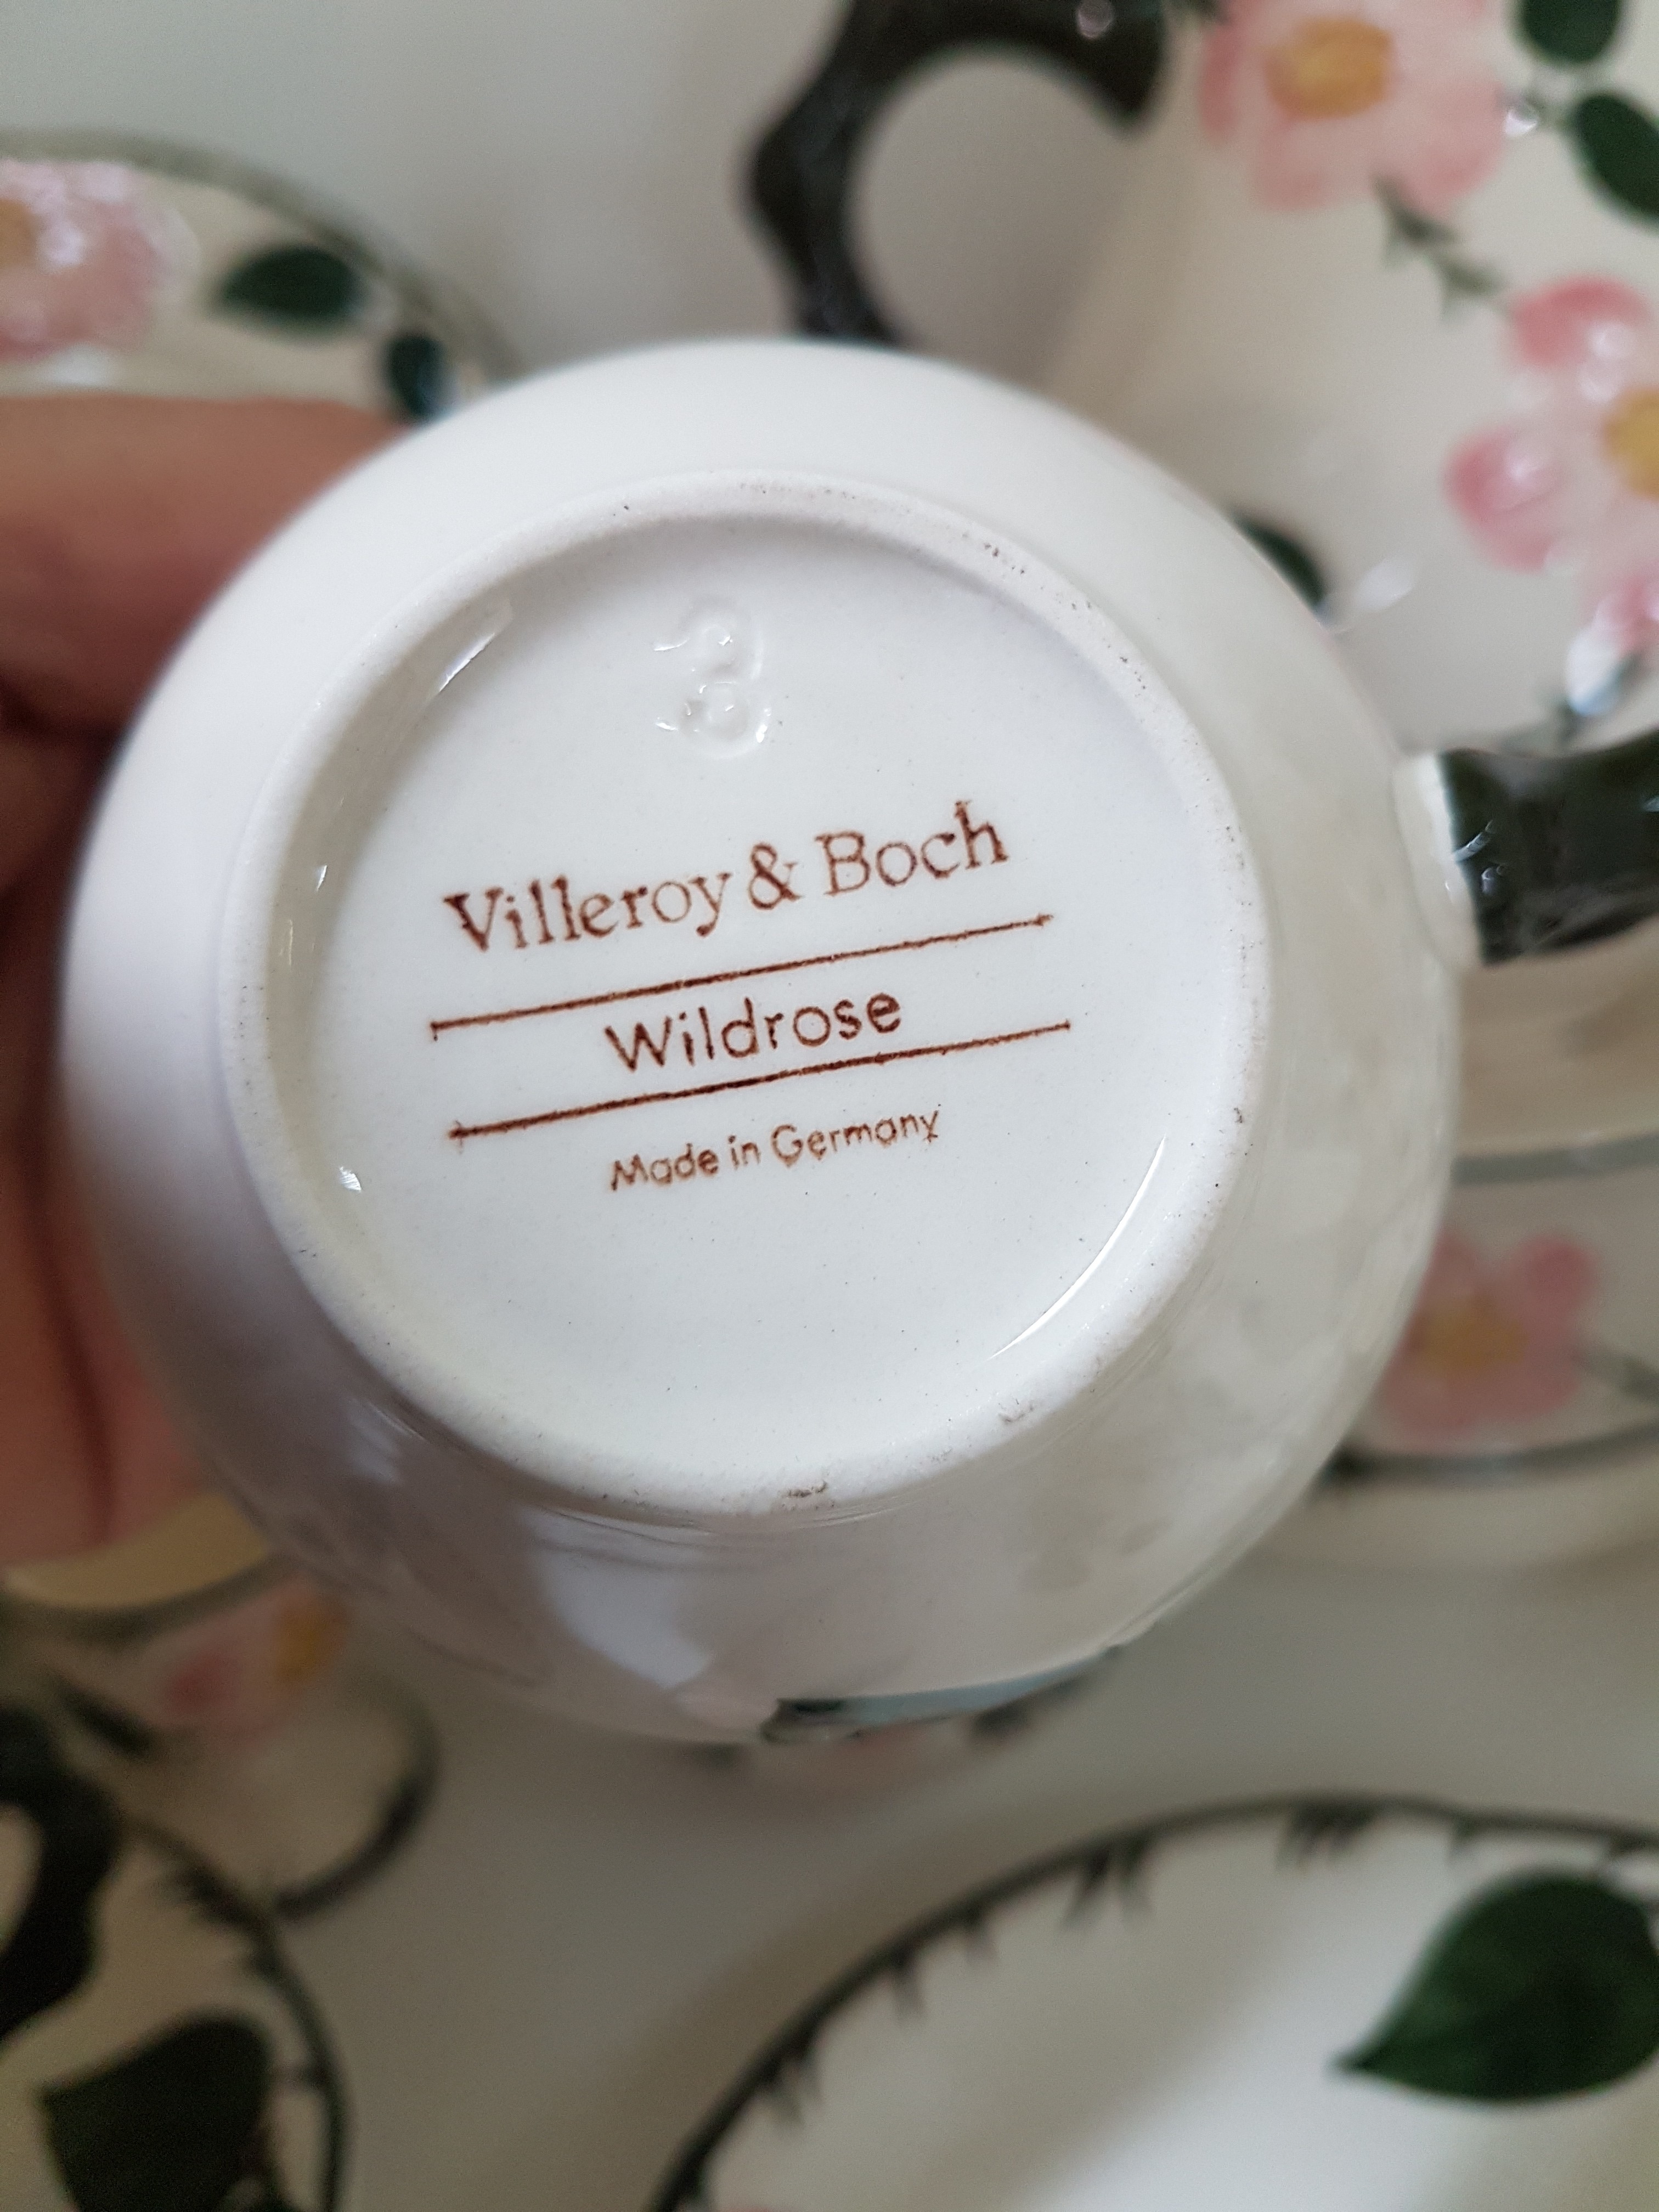 Villeroy & Boch
Wildrose
Made in Germany